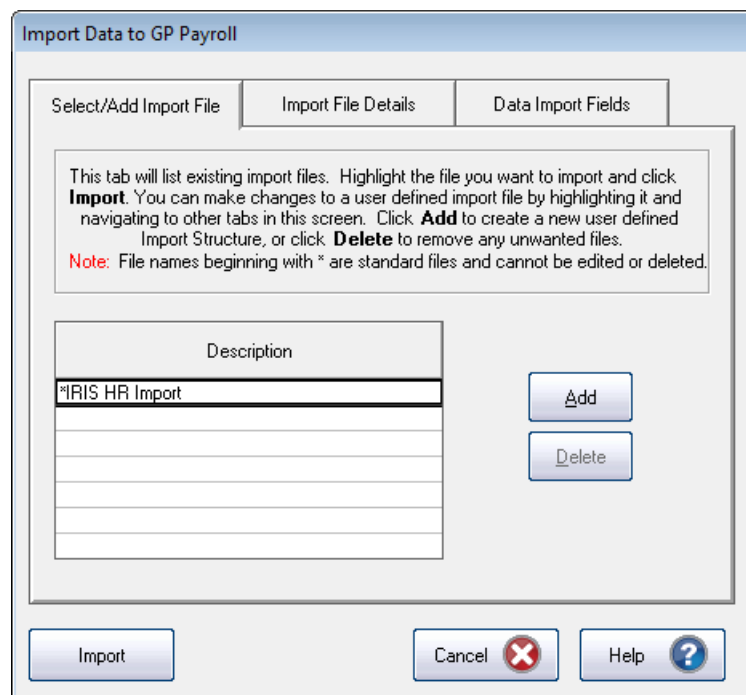 Import Data to GP Payroll
Select/Add Import File
Import File Details
Data Import Fields
This tab will list existing import files. Highlight the file you want to import and click
Import. You can make changes to a user defined import file by highlighting it and
navigating to other tabs in this screen. Click Add to create a new user defined
Import Structure, or click Delete to remove any unwanted files.
Note: File names beginning with * are standard files and cannot be edited or deleted.
Description
*IRIS HR Import
Add
Delete
Import
Cancel
Help
?